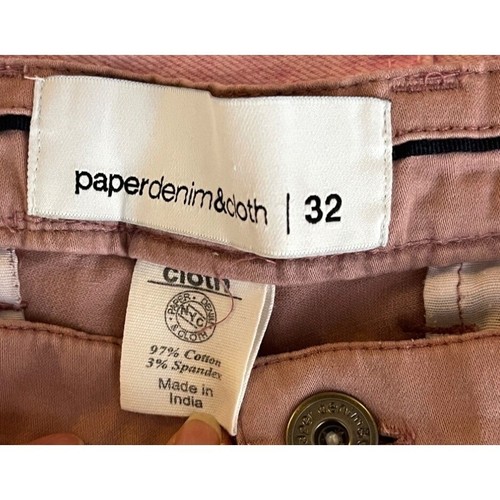 paperdenim&cloth | 32
cloth
PAPER DENIM & CLOTH
NYC
97% Cotton
3% Spandex
Made in
India